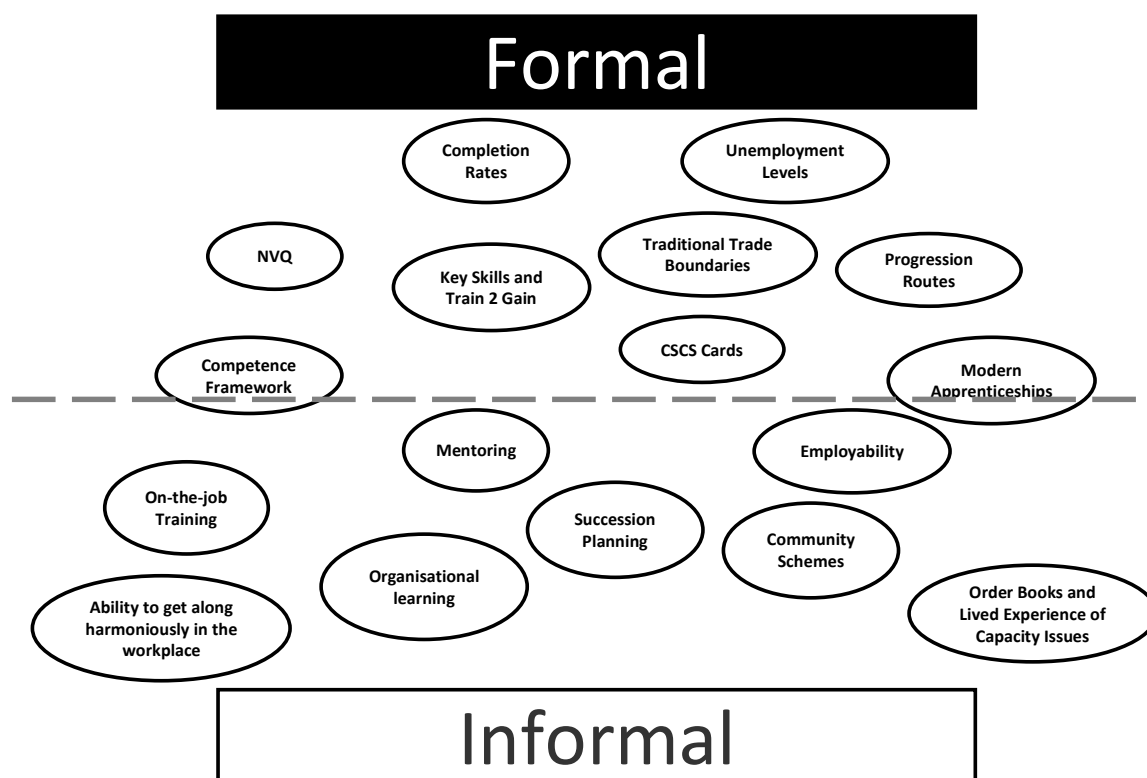 Formal
Completion
Rates
Unemployment
Levels
NVQ
Key Skills and
Train 2 Gain
Traditional Trade
Boundaries
Progression
Routes
CSCS Cards
Competence
Framework
Modern
Apprenticeships
Mentoring
Employability
On-the-job
Training
Succession
Planning
Community
Schemes
Organisational
learning
Ability to get along
harmoniously in the
workplace
Order Books and
Lived Experience of
Capacity Issues
Informal